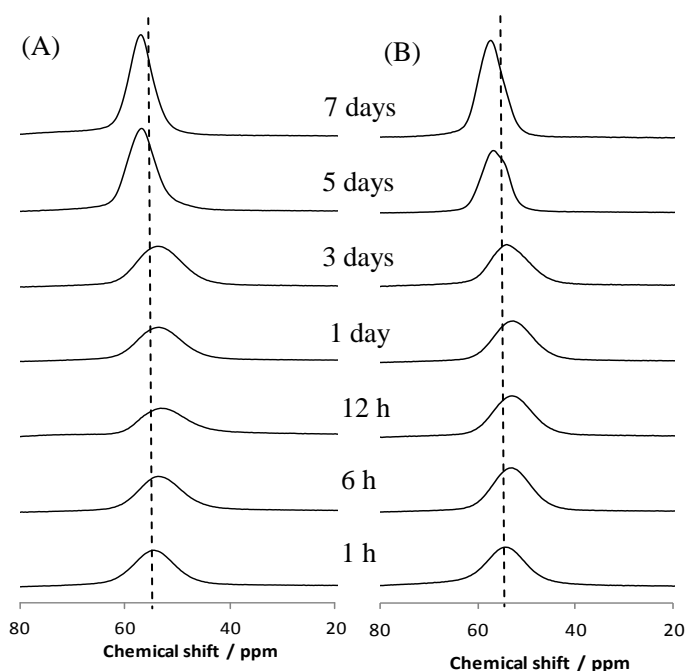 (A)
(B)
7 days
5 days
3 days
1 day
12 h
6 h
1 h
80 60 40 20 80 60 40 20
Chemical shift / ppm Chemical shift / ppm